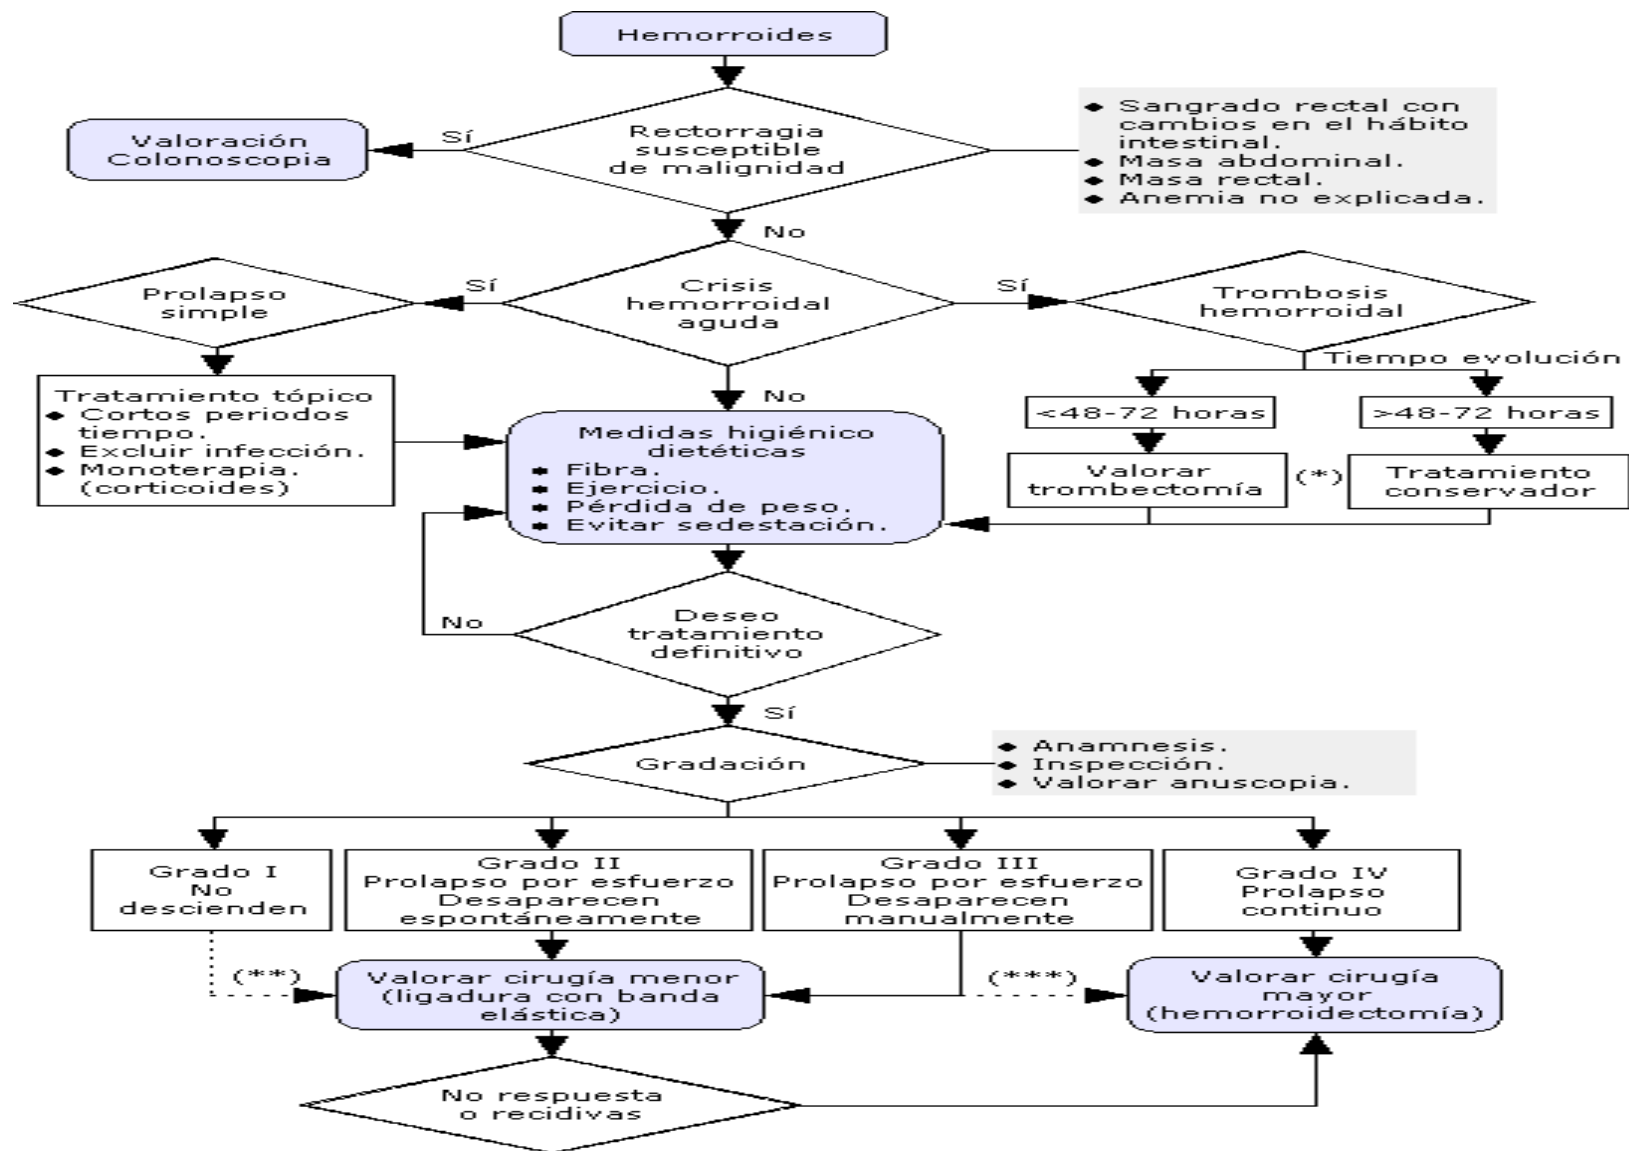 Hemorroides
Rectorragia
susceptible
de malignidad
Sí
Valoración
Colonoscopia
◆ Sangrado rectal con
cambios en el hábito
intestinal.
◆ Masa abdominal.
◆ Masa rectal.
◆ Anemia no explicada.
No
Prolapso
simple
Sí
Crisis
hemorroidal
aguda
Sí
Trombosis
hemorroidal
Tiempo evolución
Tratamiento tópico
◆ Cortos periodos
tiempo.
◆ Excluir infección.
◆ Monoterapia.
(corticoides)
No
<48-72 horas
>48-72 horas
Medidas higiénico
dietéticas
◆ Fibra.
◆ Ejercicio.
◆ Pérdida de peso.
◆ Evitar sedestación.
Valorar
trombectomía
(*)
Tratamiento
conservador
No
Deseo
tratamiento
definitivo
Sí
Gradación
◆ Anamnesis.
◆ Inspección.
◆ Valorar anuscopia.
Grado I
No
descienden
Grado II
Prolapso por esfuerzo
Desaparecen
espontáneamente
Grado III
Prolapso por esfuerzo
Desaparecen
manualmente
Grado IV
Prolapso
continuo
(**)
Valorar cirugía menor
(ligadura con banda
elástica)
(***)
Valorar cirugía
mayor
(hemorroidectomía)
No respuesta
o recidivas